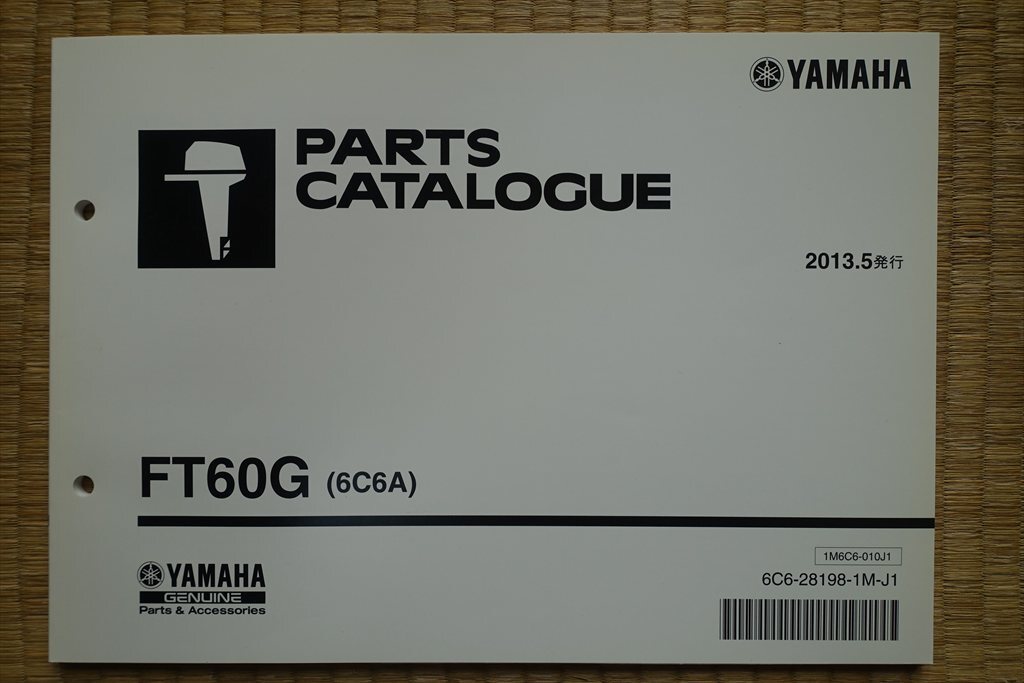 YAMAHA
PARTS
CATALOGUE
2013.5発行
FT60G (6C6A)
1M6C6-010J1
6C6-28198-1M-J1
YAMAHA
GENUINE
Parts & Accessories